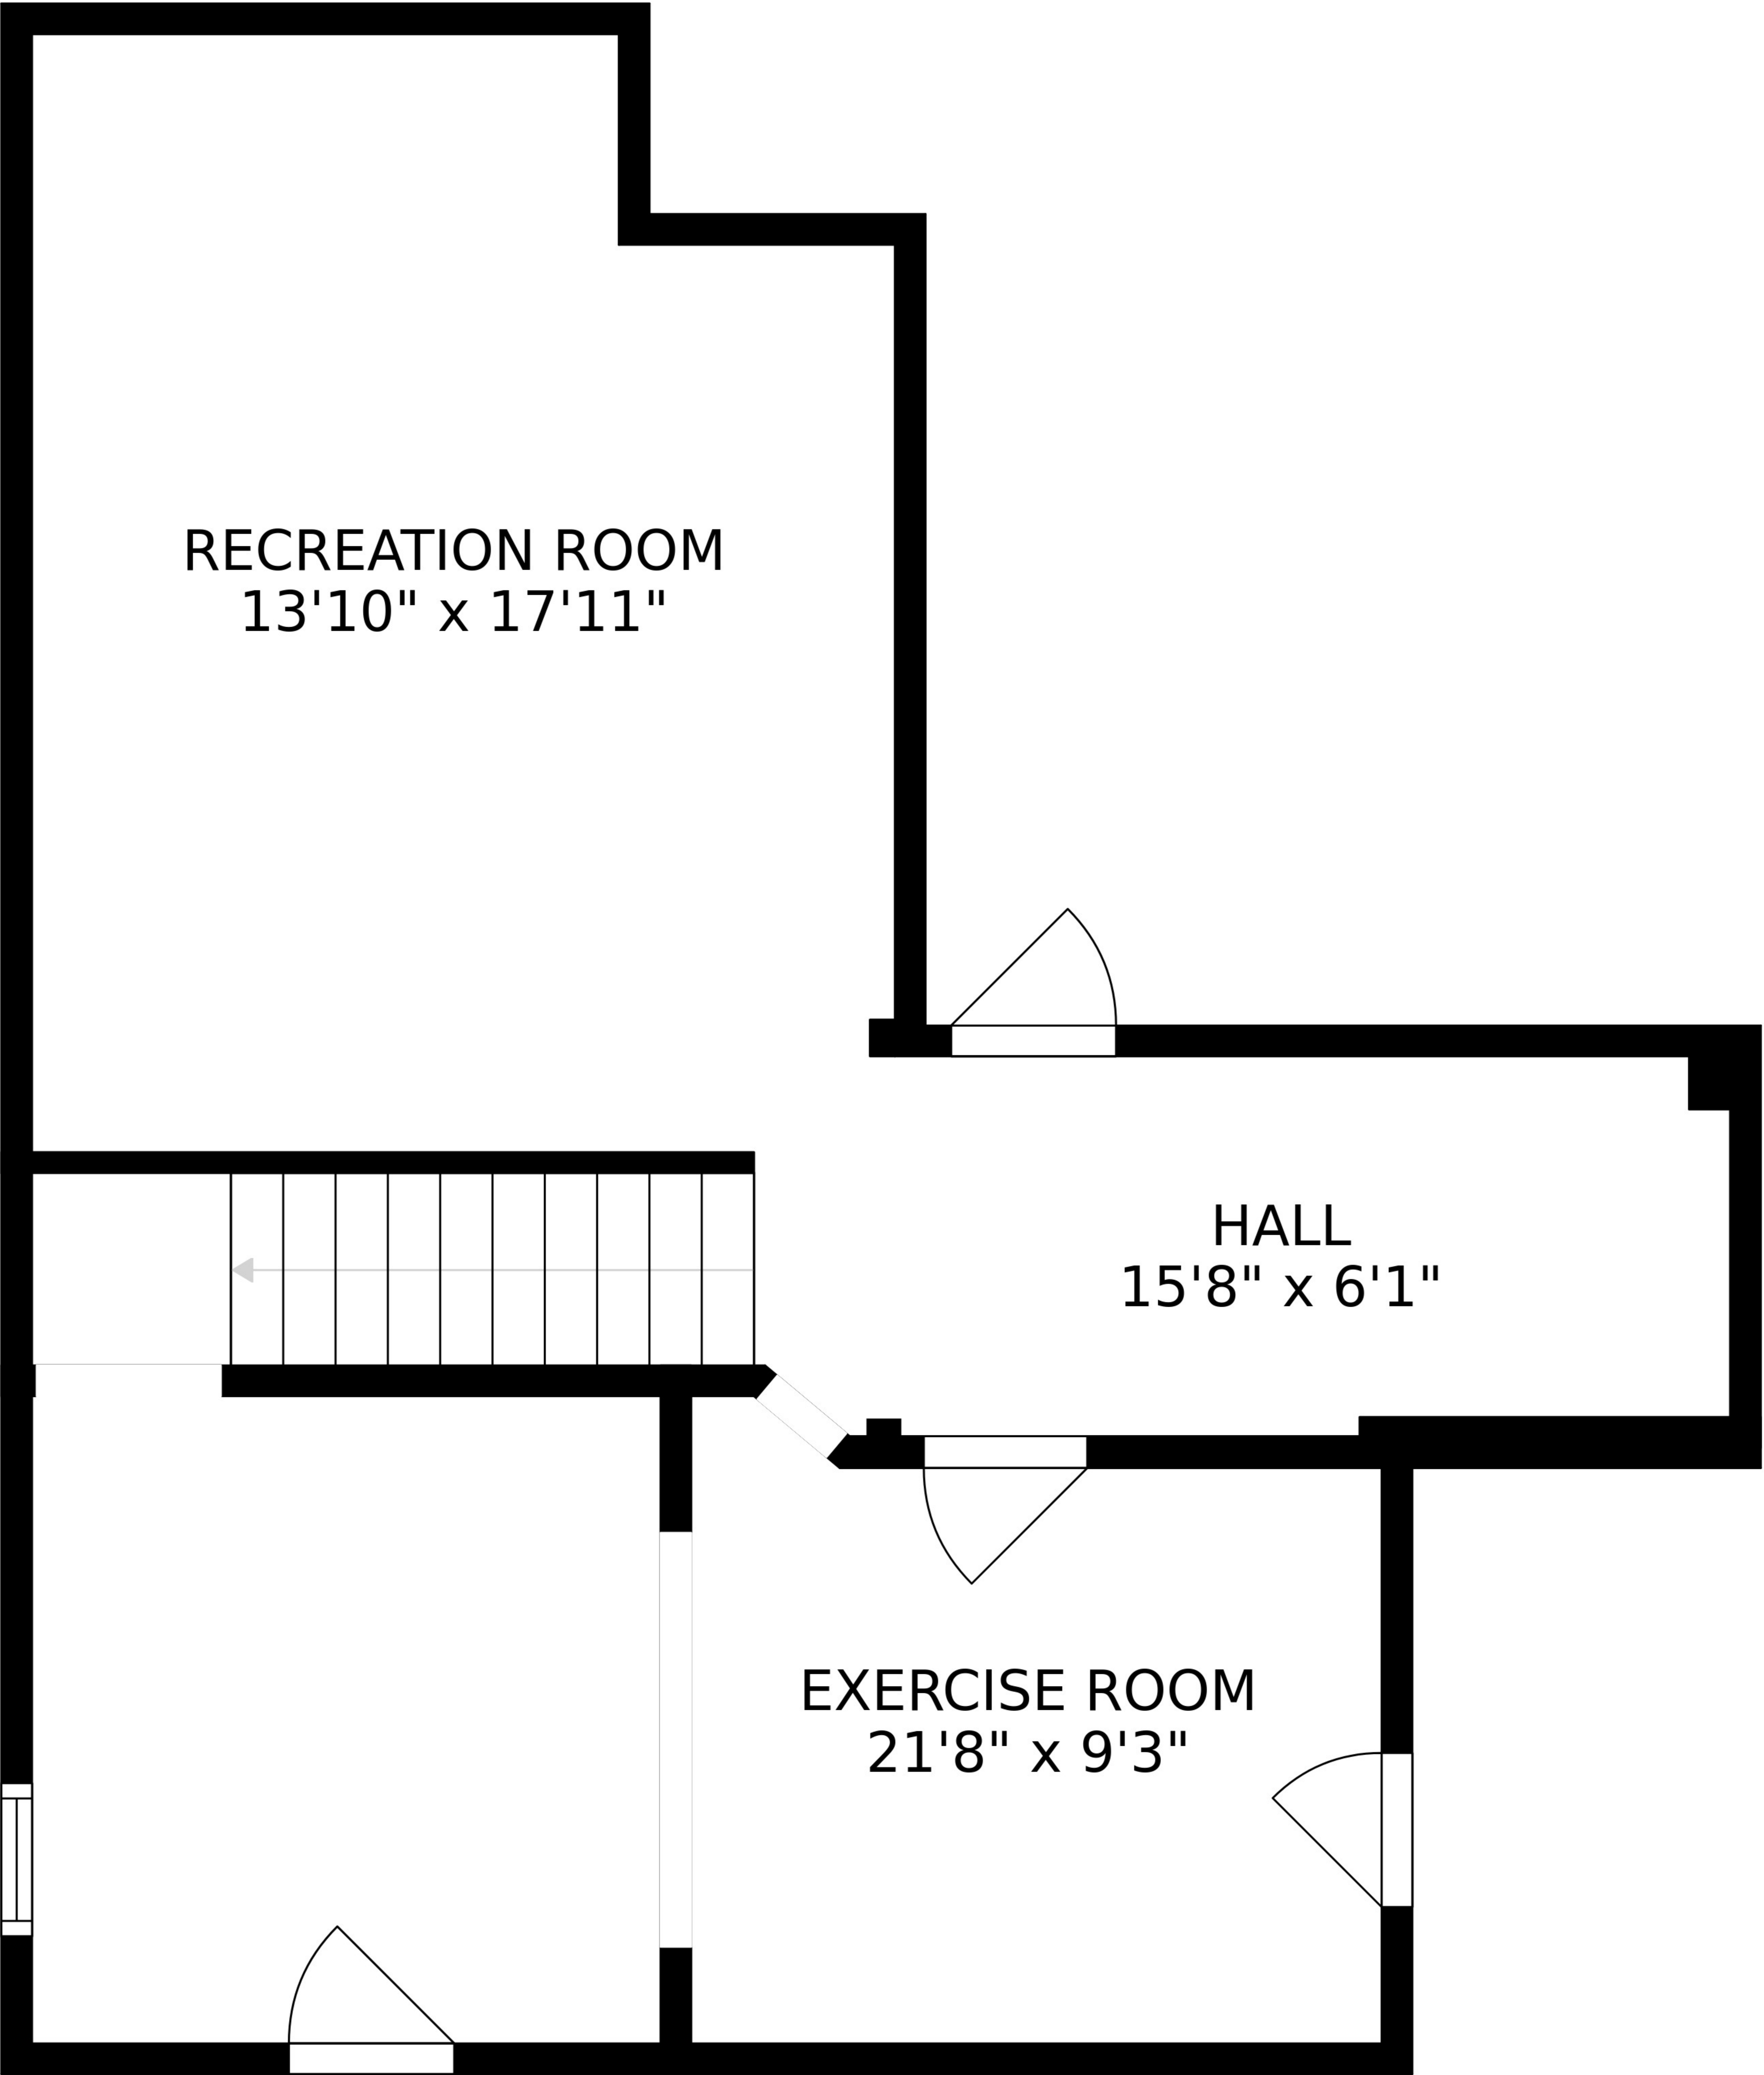 RECREATION ROOM
13'10" x 17'11"
HALL
15'8" x 6'1"
EXERCISE ROOM
21'8" x 9'3"